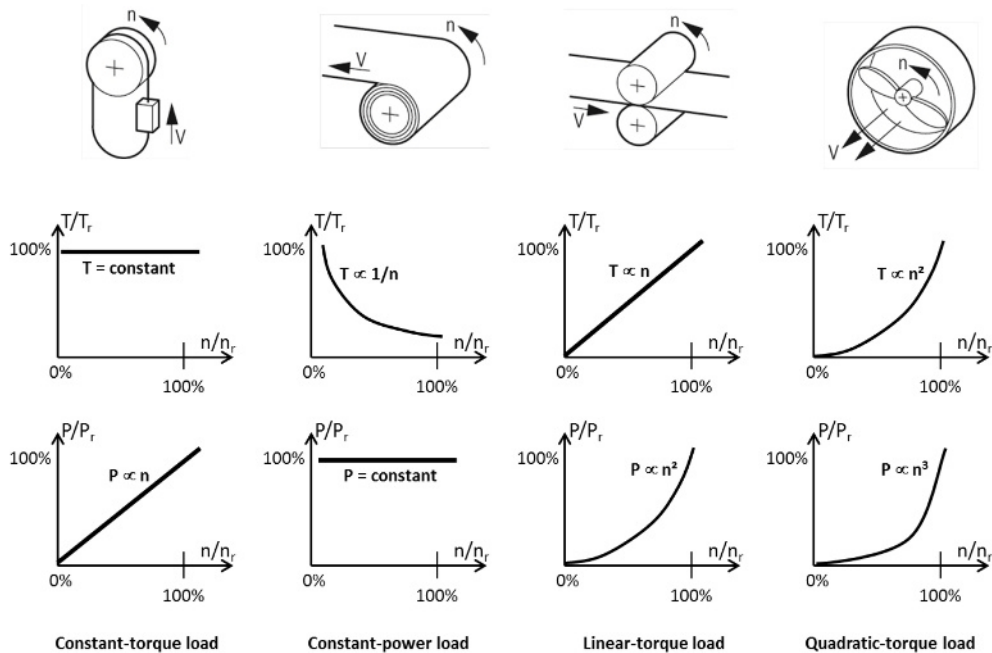 n
V
n
V
n
V
n
V
T/Tᵣ
100%
T = constant
n/nᵣ
0%
100%
T/Tᵣ
100%
T ∝ 1/n
n/nᵣ
0%
100%
T/Tᵣ
100%
T ∝ n
n/nᵣ
0%
100%
T/Tᵣ
100%
T ∝ n²
n/nᵣ
0%
100%
P/Pᵣ
100%
P ∝ n
n/nᵣ
0%
100%
P/Pᵣ
100%
P = constant
n/nᵣ
0%
100%
P/Pᵣ
100%
P ∝ n²
n/nᵣ
0%
100%
P/Pᵣ
100%
P ∝ n³
n/nᵣ
0%
100%
Constant-torque load
Constant-power load
Linear-torque load
Quadratic-torque load